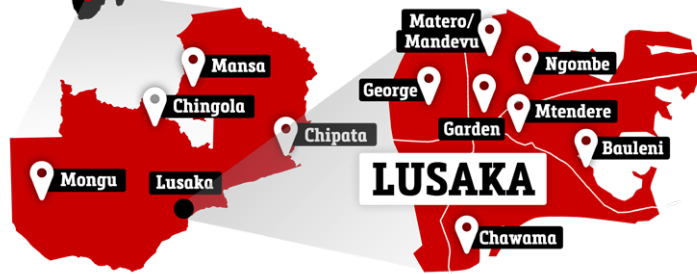 Mansa
Chingola
Chipata
Mongu
Lusaka
Matero/
Mandevu
Ngombe
George
Garden
Mtendere
Bauleni
LUSAKA
Chawama